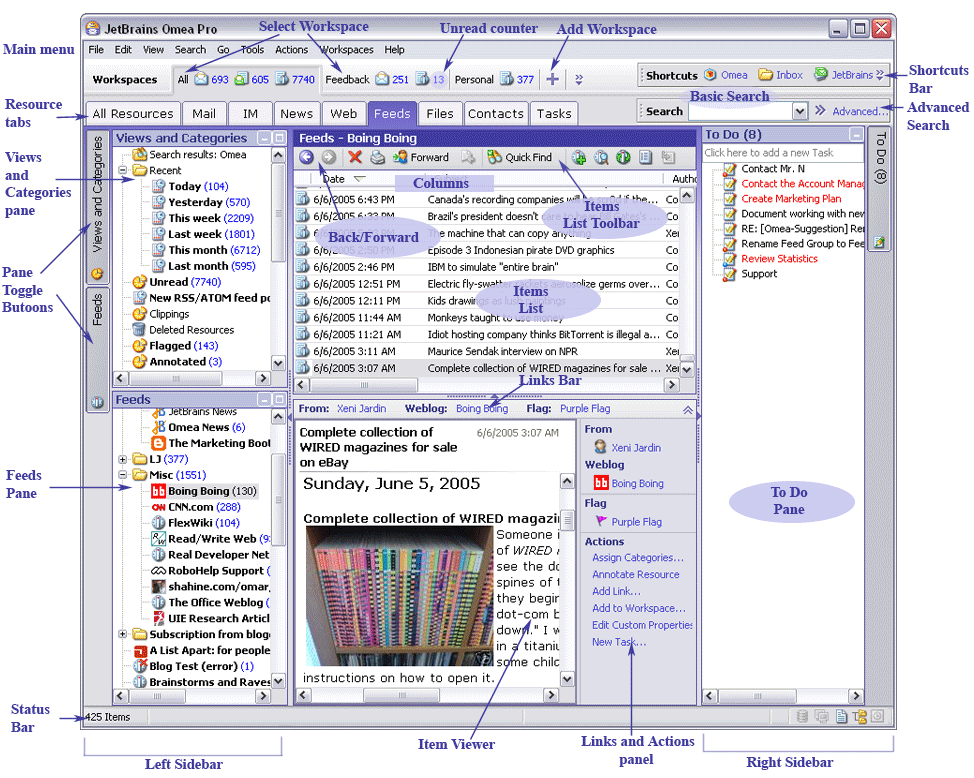 Select Workspace
Unread counter
Add Workspace
Main menu
JetBrains Omea Pro
File Edit View Search Go Tools Actions Workspaces Help
Workspaces All 693 605 7740 Feedback 251 13 Personal 377
Shortcuts Omea Inbox JetBrains
Shortcuts
Bar
Resource
tabs
All Resources Mail IM News Web Feeds Files Contacts Tasks
Basic Search
Search Advanced...
Advanced
Search
Views
and
Categories
pane
Pane
Toggle
Butoons
Views and Categories
Feeds
Views and Categories
Search results: Omea
Recent
Today (104)
Yesterday (570)
This week (2209)
Last week (1801)
This month (6712)
Last month (595)
Unread (7740)
New RSS/ATOM feed po
Clippings
Deleted Resources
Flagged (143)
Annotated (3)
Feeds - Boing Boing
Forward Quick Find
Date
Autho
Columns
Items
List Toolbar
Back/Forward
6/6/2005 6:43 PM Canada's recording companies
6/6/2005 6:33 PM Brazil's president doesn't
The machine that can copy anything Xer
Episode 3 Indonesian pirate DVD graphics Co
6/6/2005 2:46 PM IBM to simulate "entire brain" Co
6/6/2005 12:51 PM Electric fly-swatter rackets aerosolize germs over... Co
6/6/2005 12:11 PM Kids drawings as Co
6/6/2005 11:44 AM Monkeys taught to use money Xer
6/6/2005 11:21 AM Idiot hosting company thinks BitTorrent is illegal a... Co
6/6/2005 3:11 AM Maurice Sendak interview on NPR Xer
6/6/2005 3:07 AM Complete collection of WIRED magazines for sale ... Xer
Items
List
To Do (8)
Click here to add a new Task
Contact Mr. N
Contact the Account Manag
Create Marketing Plan
Document working with new
RE: [Omea-Suggestion] Rer
Rename Feed Group to Fee
Review Statistics
Support
To Do (8)
To Do
Pane
Links Bar
Feeds
Pane
Feeds
JetBrains News
Omea News (6)
The Marketing Boot
LJ (377)
Misc (1551)
Boing Boing (130)
CNN.com (288)
FlexWiki (104)
Read/Write Web (9
Real Developer Net
RoboHelp Support (
shahine.com/omar
The Office Weblog (
UIE Research Articl
Subscription from blog
A List Apart: for people
Blog Test (error) (1)
Brainstorms and Raves
From: Xeni Jardin Weblog: Boing Boing Flag: Purple Flag
Complete collection of
WIRED magazines for sale
on eBay
6/6/2005 3:07 AM
Sunday, June 5, 2005
Complete collection of WIRED magazi
Someone i
of WIRED
see the do
spines of t
they begin
dot-com b
down." I w
in a titaniu
some chilc
instructions on how to open it.
From
Xeni Jardin
Weblog
Boing Boing
Flag
Purple Flag
Actions
Assign Categories...
Annotate Resource
Add Link...
Add to Workspace...
Edit Custom Properties
New Task...
Status
Bar
425 Items
Left Sidebar
Item Viewer
Links and Actions
panel
Right Sidebar